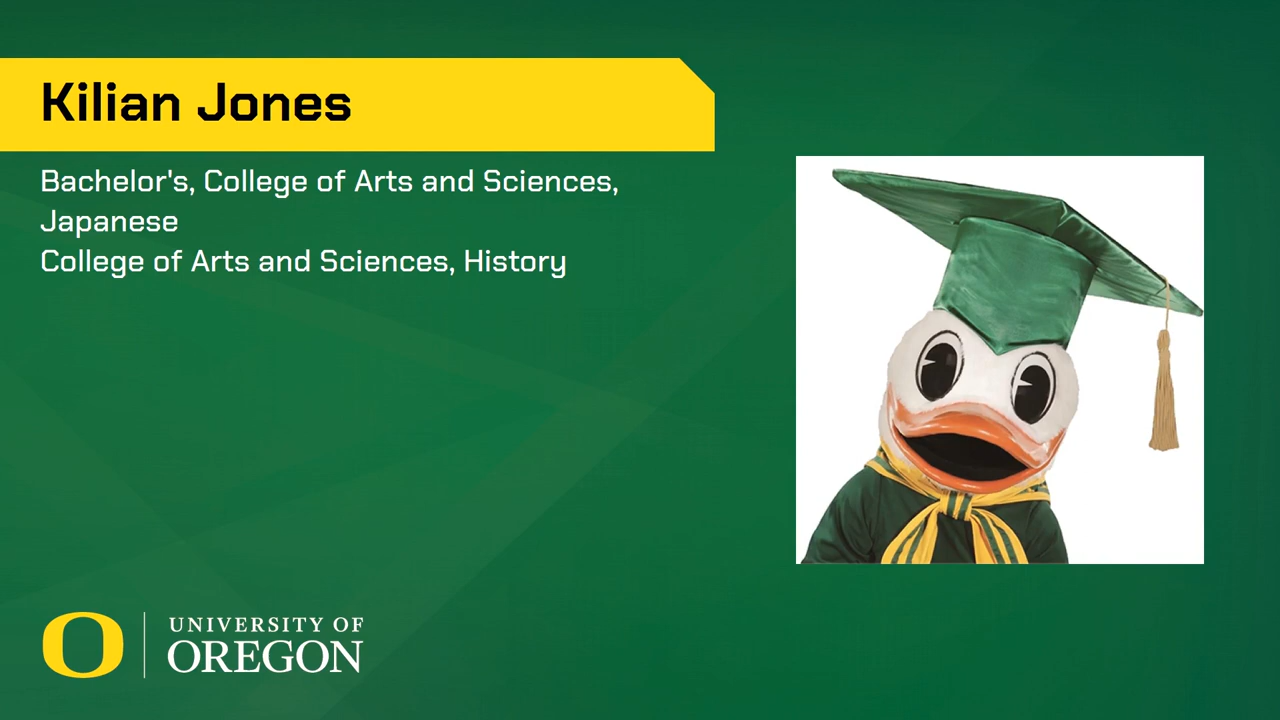 Kilian Jones
Bachelor's, College of Arts and Sciences,
Japanese
College of Arts and Sciences, History
O
UNIVERSITY OF
OREGON